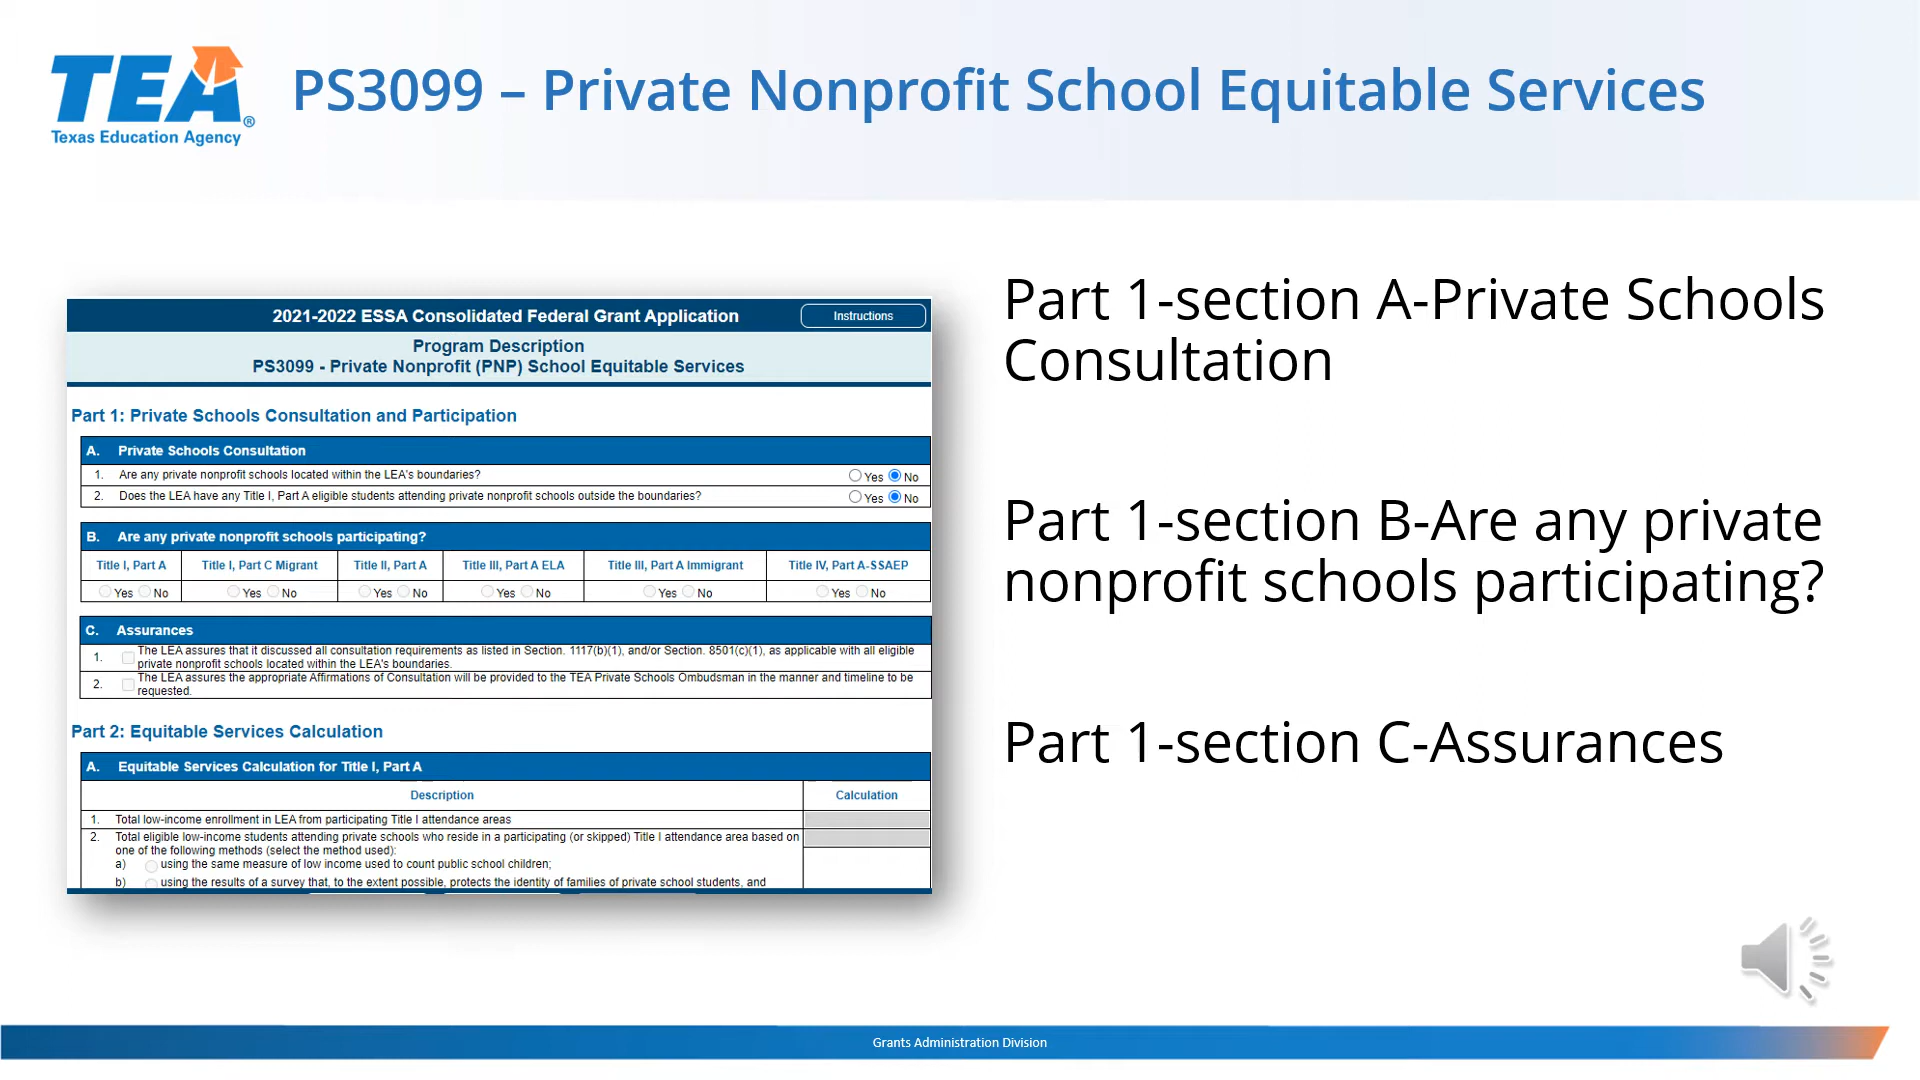 TEA®
Texas Education Agency
PS3099 – Private Nonprofit School Equitable Services
2021-2022 ESSA Consolidated Federal Grant Application
Instructions
Program Description
PS3099 - Private Nonprofit (PNP) School Equitable Services
Part 1: Private Schools Consultation and Participation
A. Private Schools Consultation
1. Are any private nonprofit schools located within the LEA's boundaries? Yes No
2. Does the LEA have any Title I, Part A eligible students attending private nonprofit schools outside the boundaries? Yes No
B. Are any private nonprofit schools participating?
Title I, Part A Title I, Part C Migrant Title II, Part A Title III, Part A ELA Title III, Part A Immigrant Title IV, Part A-SSAEP
Yes No Yes No Yes No Yes No Yes No Yes No
C. Assurances
1. The LEA assures that it discussed all consultation requirements as listed in Section. 1117(b)(1), and/or Section. 8501(c)(1), as applicable with all eligible
private nonprofit schools located within the LEA's boundaries.
2. The LEA assures the appropriate Affirmations of Consultation will be provided to the TEA Private Schools Ombudsman in the manner and timeline to be
requested.
Part 2: Equitable Services Calculation
A. Equitable Services Calculation for Title I, Part A
Description Calculation
1. Total low-income enrollment in LEA from participating Title I attendance areas
2. Total eligible low-income students attending private schools who reside in a participating (or skipped) Title I attendance area based on
one of the following methods (select the method used):
a) using the same measure of low income used to count public school children;
b) using the results of a survey that, to the extent possible, protects the identity of families of private school students, and
Part 1-section A-Private Schools
Consultation
Part 1-section B-Are any private
nonprofit schools participating?
Part 1-section C-Assurances
Grants Administration Division